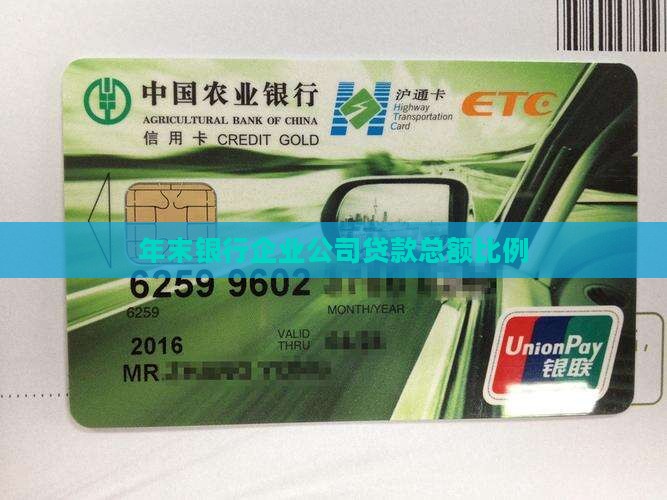 中国农业银行
AGRICULTURAL BANK OF CHINA
信用卡 CREDIT GOLD
沪通卡
Highway
Transportation
Card
ETC
年末银行企业公司贷款总额比例
6259 9602
6259
MONTH/YEAR
2016
VALID
THRU
MR
UnionPay
银联